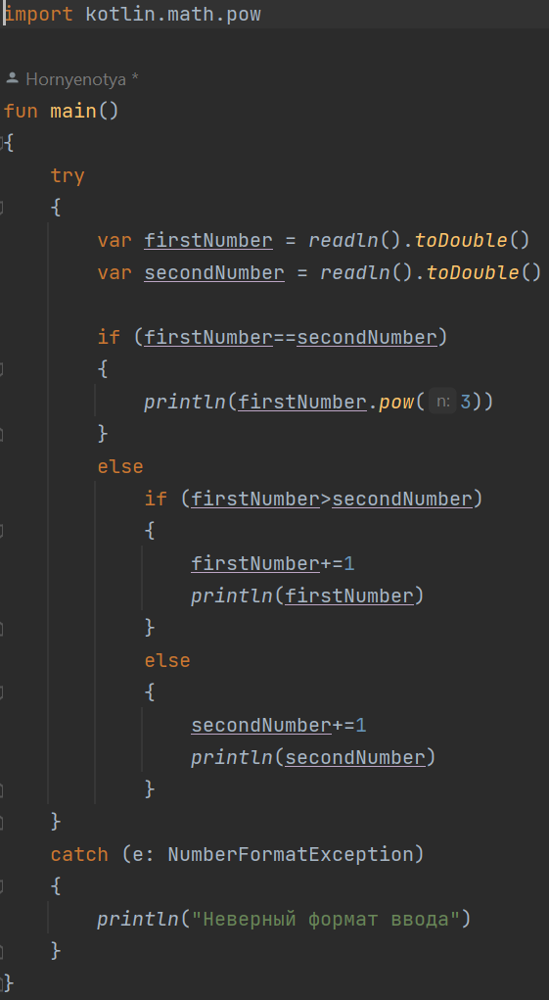 import kotlin.math.pow
Hornyenotya *
fun main()
{
    try
    {
        var firstNumber = readln().toDouble()
        var secondNumber = readln().toDouble()
        if (firstNumber==secondNumber)
        {
            println(firstNumber.pow( n: 3))
        }
        else
            if (firstNumber>secondNumber)
            {
                firstNumber+=1
                println(firstNumber)
            }
            else
            {
                secondNumber+=1
                println(secondNumber)
            }
    }
    catch (e: NumberFormatException)
    {
        println("Неверный формат ввода")
    }
}